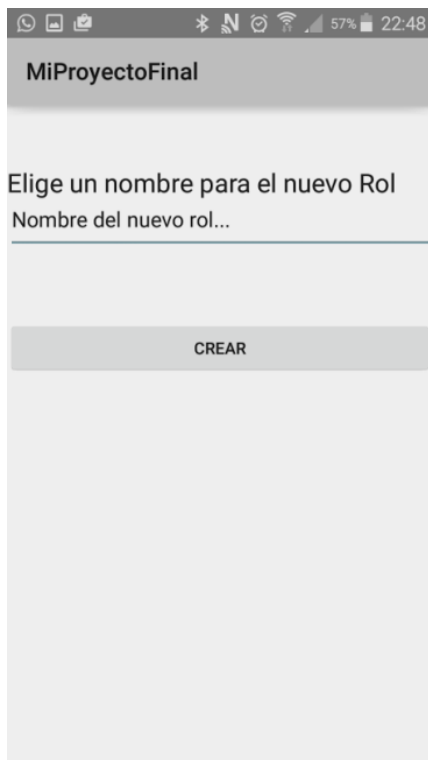 57% 22:48
MiProyectoFinal
Elige un nombre para el nuevo Rol
Nombre del nuevo rol...
CREAR